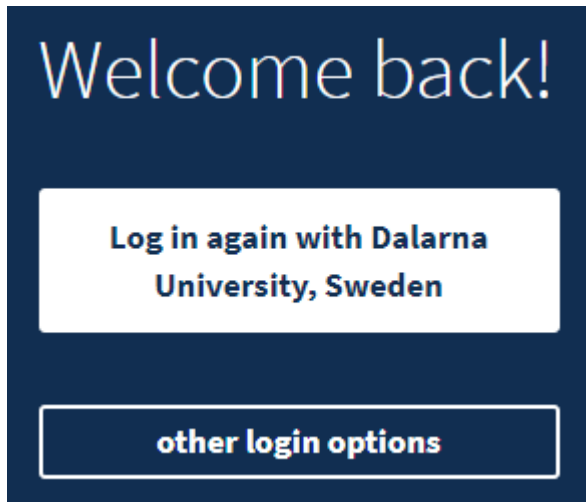 Welcome back!
Log in again with Dalarna
University, Sweden
other login options